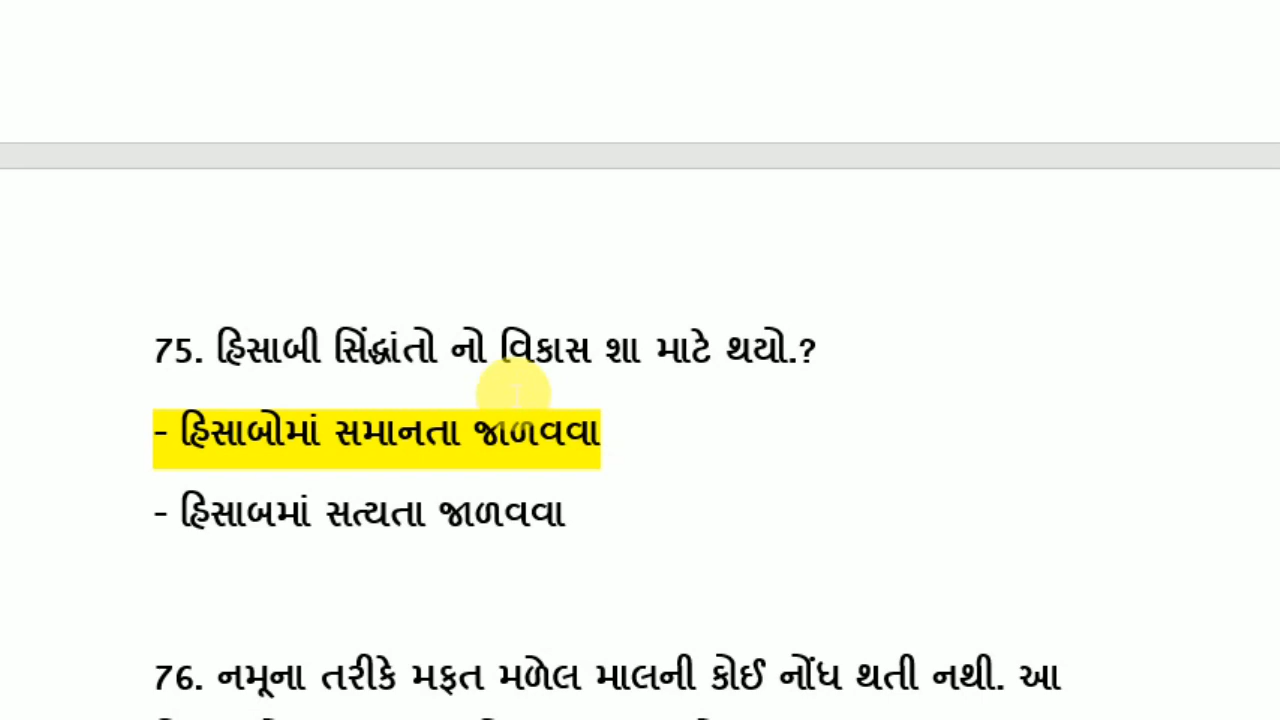 75. હિસાબી સિંદ્ધાંતો નો વિકાસ શા માટે થયો.?
- હિસાબોમાં સમાનતા જાળવવા
- હિસાબમાં સત્યતા જાળવવા
76. નમૂના તરીકે મફત મળેલ માલની કોઈ નોંધ થતી નથી. આ